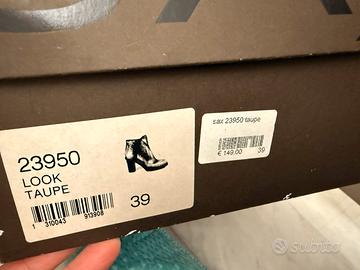 23950
LOOK
TAUPE
39
1 310043 913908
sax 23950 taupe
€ 149,00 39
subito